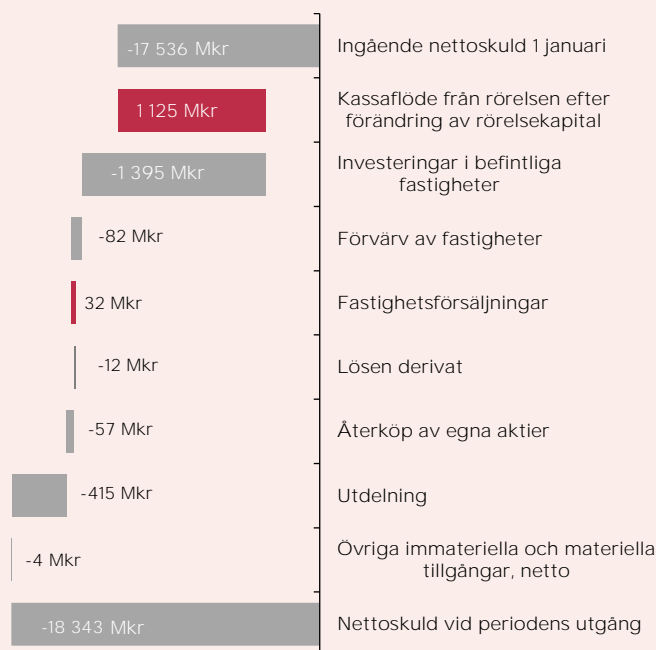 -17 536 Mkr Ingående nettoskuld 1 januari
1 125 Mkr Kassaflöde från rörelsen efter
förändring av rörelsekapital
-1 395 Mkr Investeringar i befintliga
fastigheter
-82 Mkr Förvärv av fastigheter
32 Mkr Fastighetsförsäljningar
-12 Mkr Lösen derivat
-57 Mkr Återköp av egna aktier
-415 Mkr Utdelning
-4 Mkr Övriga immateriella och materiella
tillgångar, netto
-18 343 Mkr Nettoskuld vid periodens utgång